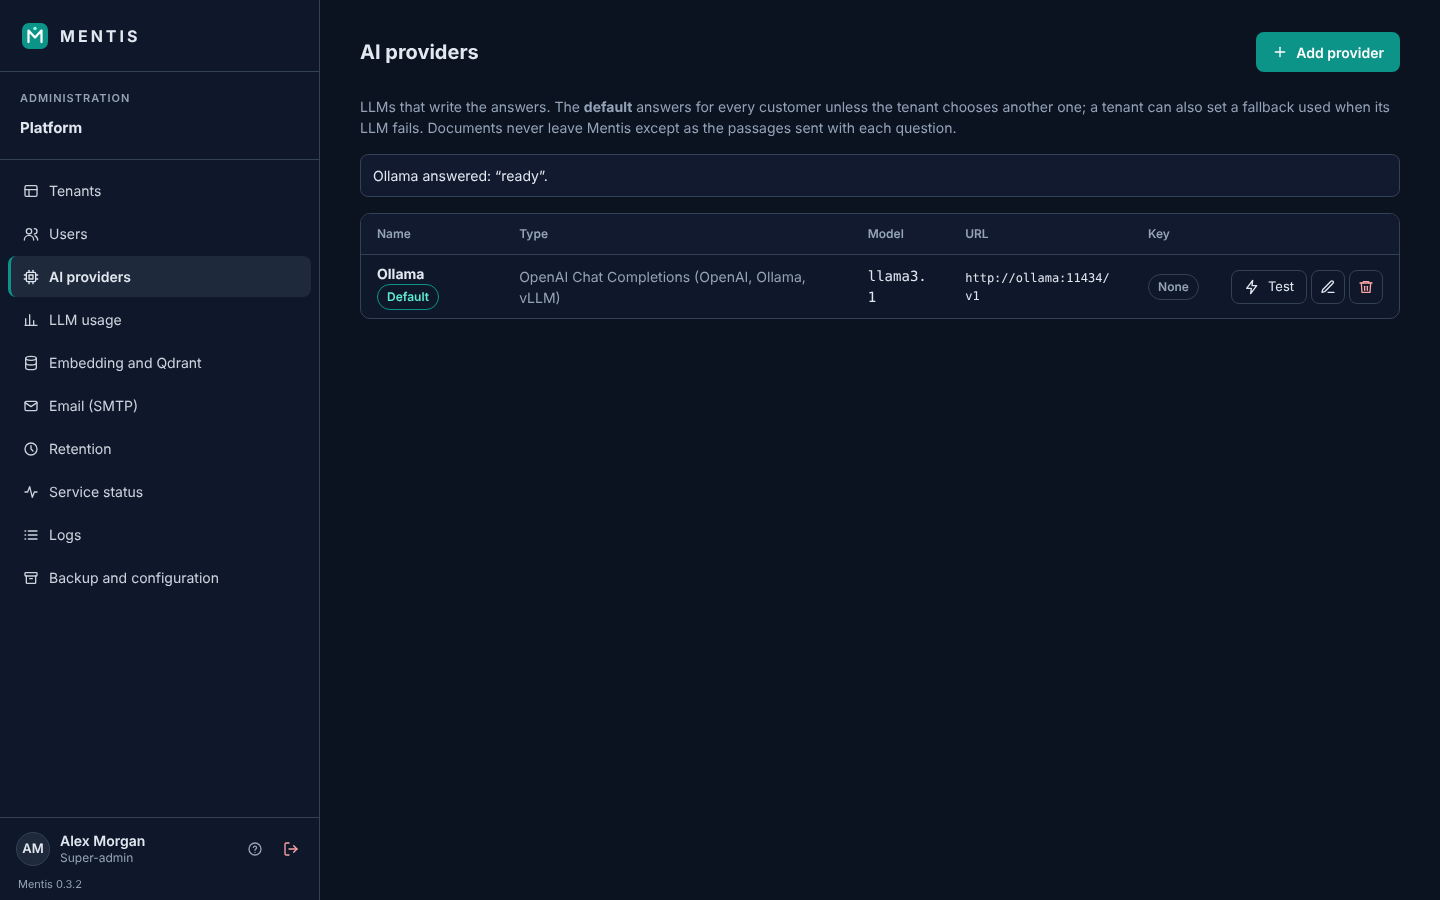 MENTIS
ADMINISTRATION
Platform
Tenants
Users
AI providers
LLM usage
Embedding and Qdrant
Email (SMTP)
Retention
Service status
Logs
Backup and configuration
AM
Alex Morgan
Super-admin
Mentis 0.3.2
AI providers
Add provider
LLMs that write the answers. The default answers for every customer unless the tenant chooses another one; a tenant can also set a fallback used when its
LLM fails. Documents never leave Mentis except as the passages sent with each question.
Ollama answered: “ready”.
Name Type Model URL Key
Ollama
Default
OpenAI Chat Completions (OpenAI, Ollama,
vLLM)
llama3.
1
http://ollama:11434/
v1
None
Test